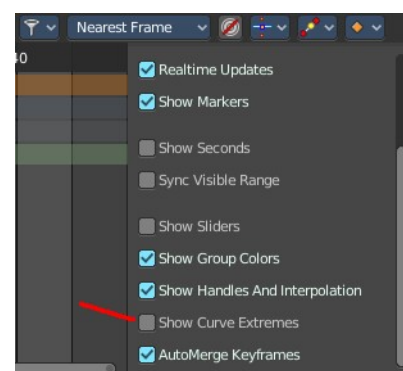 Nearest Frame
40
Realtime Updates
Show Markers
Show Seconds
Sync Visible Range
Show Sliders
Show Group Colors
Show Handles And Interpolation
Show Curve Extremes
AutoMerge Keyframes